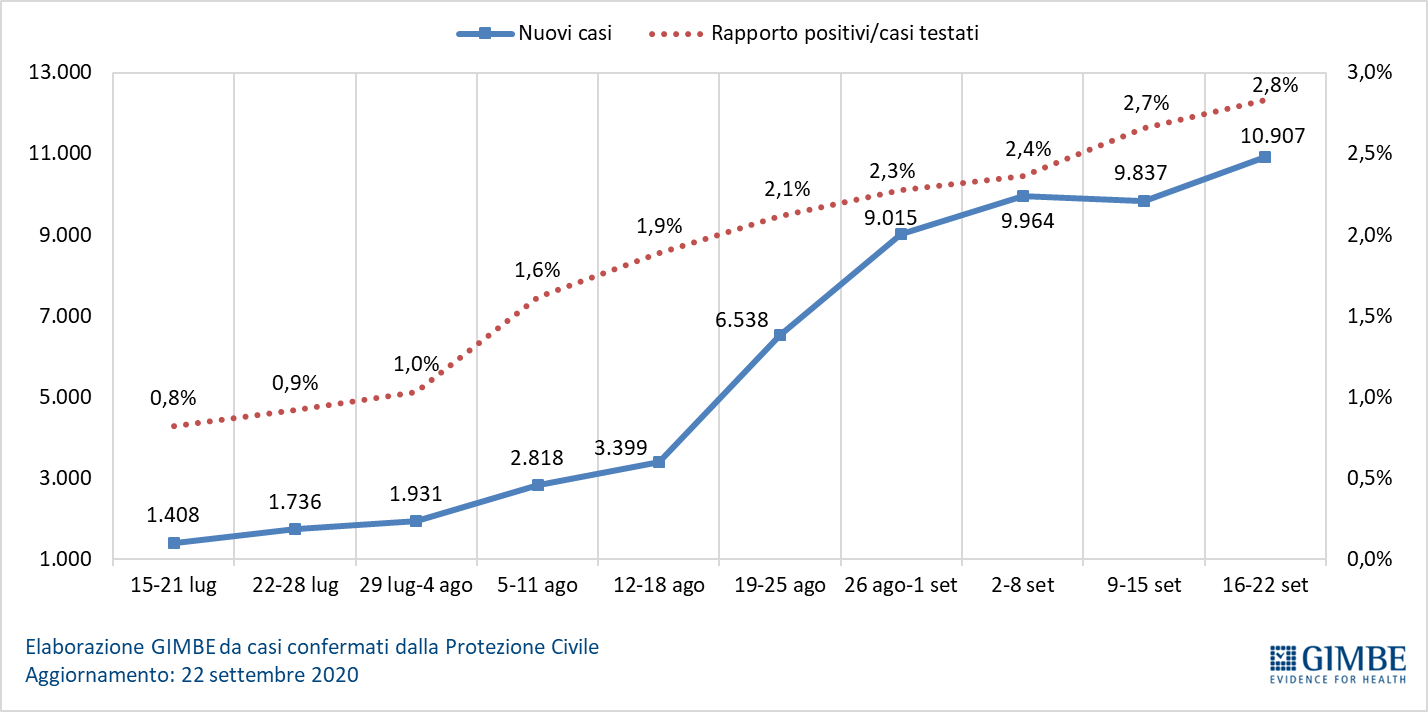 Nuovi casi
Rapporto positivi/casi testati
13.000
11.000
9.000
7.000
5.000
3.000
1.000
3,0%
2,5%
2,0%
1,5%
1,0%
0,5%
0,0%
0,8%
0,9%
1,0%
1,6%
1,9%
2,1%
2,3%
2,4%
2,7%
2,8%
1.408
1.736
1.931
2.818
3.399
6.538
9.015
9.964
9.837
10.907
15-21 lug
22-28 lug
29 lug-4 ago
5-11 ago
12-18 ago
19-25 ago
26 ago-1 set
2-8 set
9-15 set
16-22 set
Elaborazione GIMBE da casi confermati dalla Protezione Civile
Aggiornamento: 22 settembre 2020
GIMBE
EVIDENCE FOR HEALTH